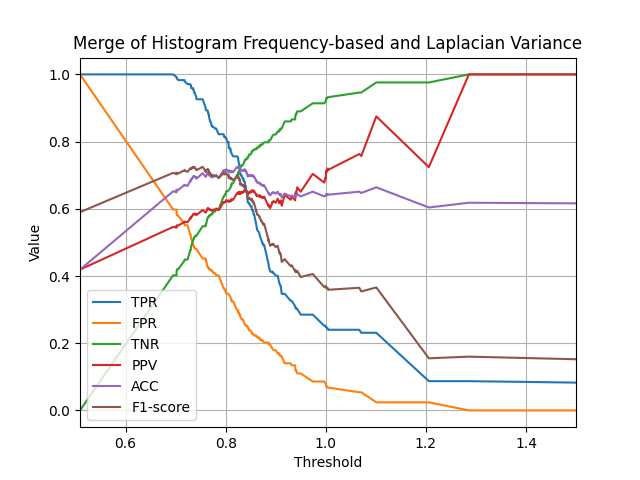 Merge of Histogram Frequency-based and Laplacian Variance
1.0
0.8
0.6
0.4
0.2
0.0
Value
TPR
FPR
TNR
PPV
ACC
F1-score
0.6 0.8 1.0 1.2 1.4
Threshold